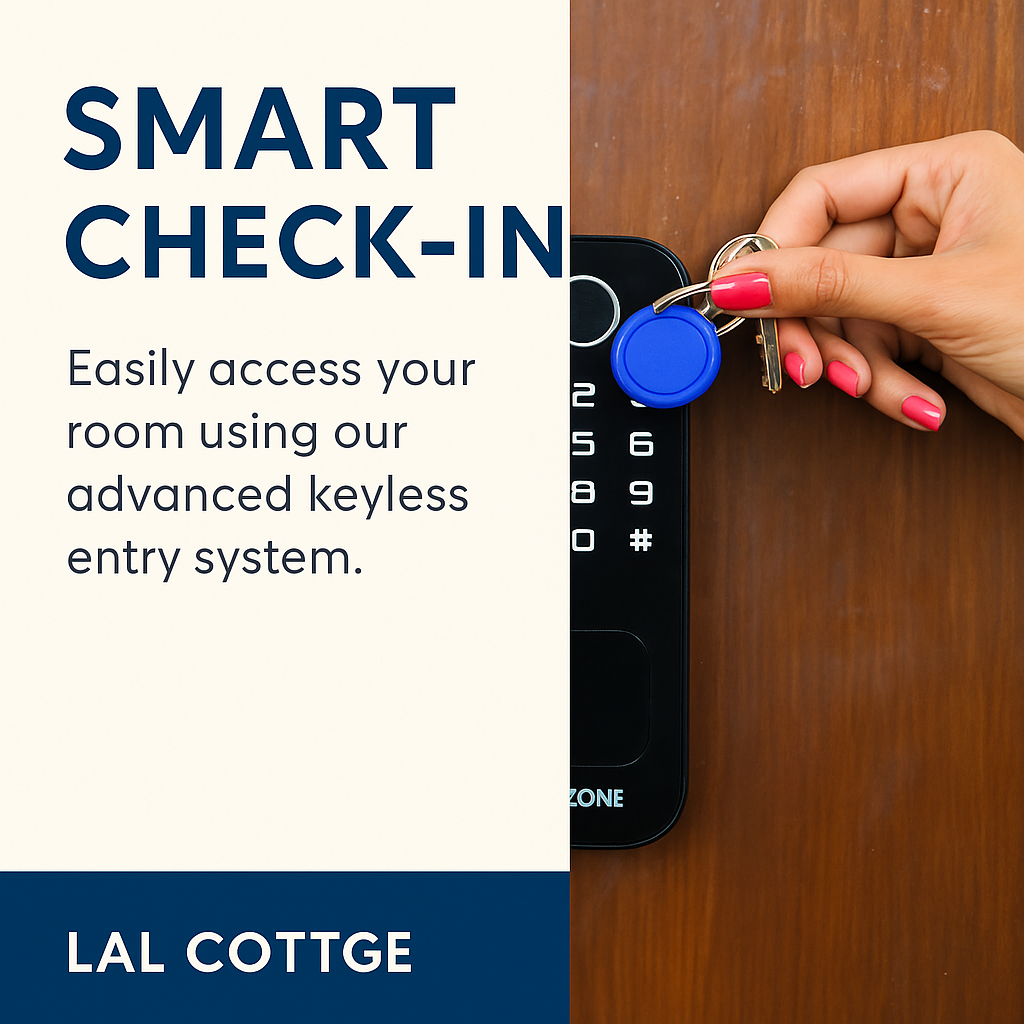 SMART
CHECK-IN
Easily access your
room using our
advanced keyless
entry system.
2
5 6
8 9
0 #
ZONE
LAL COTTGE